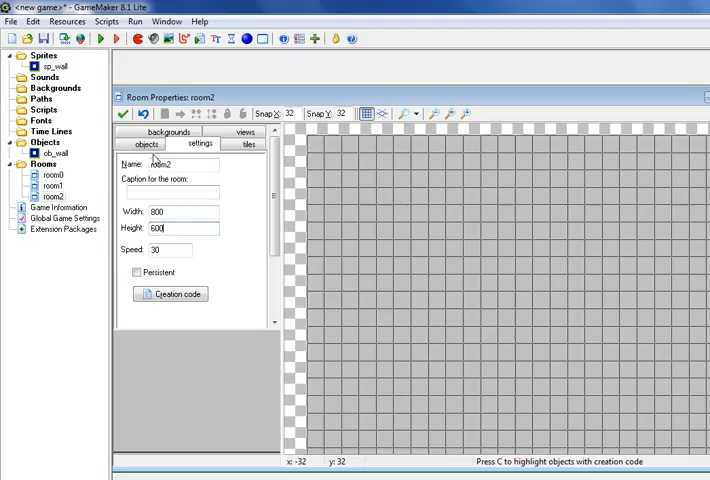 <new game>* - GameMaker 8.1 Lite
File Edit Resources Scripts Run Window Help
Sprites
sp_wall
Sounds
Backgrounds
Paths
Scripts
Fonts
Time Lines
Objects
ob_wall
Rooms
room0
room1
room2
Game Information
Global Game Settings
Extension Packages
Room Properties: room2
Snap X: 32 Snap Y: 32
backgrounds views
objects settings tiles
Name: room2
Caption for the room:
Width: 800
Height: 600
Speed: 30
Persistent
Creation code
x: -32 y: 32 Press C to highlight objects with creation code